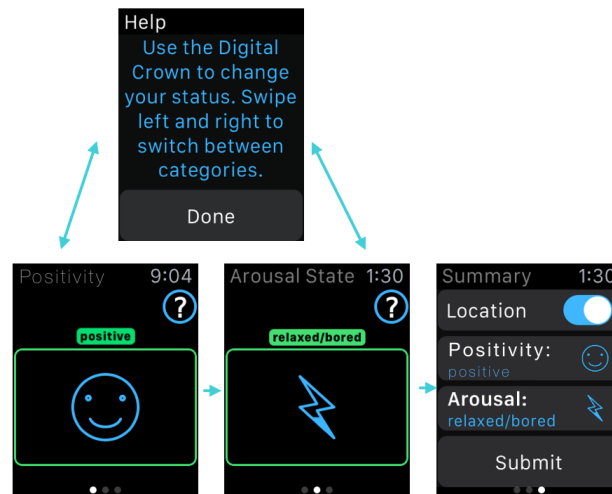 Help
Use the Digital
Crown to change
your status. Swipe
left and right to
switch between
categories.
Done
Positivity 9:04
?
positive
Arousal State 1:30
?
relaxed/bored
Summary 1:30
Location
Positivity:
positive
Arousal:
relaxed/bored
Submit